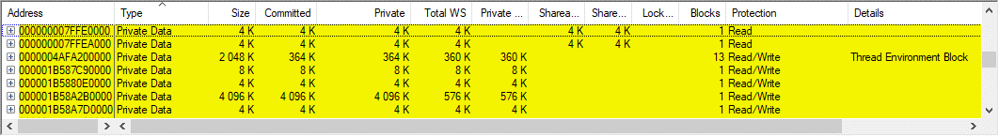 Address Type Size Committed Private Total WS Private ... Sharea... Share... Lock... Blocks Protection Details
000000007FFE0000 Private Data 4 K 4 K 4 K 4 K 4 K 4 K 1 Read
000000007FFEA000 Private Data 4 K 4 K 4 K 4 K 4 K 4 K 1 Read
0000004AFA200000 Private Data 2 048 K 364 K 364 K 360 K 360 K 13 Read/Write Thread Environment Block
000001B587C90000 Private Data 8 K 8 K 8 K 8 K 8 K 1 Read/Write
000001B5880E0000 Private Data 4 K 4 K 4 K 4 K 4 K 1 Read/Write
000001B58A2B0000 Private Data 4 096 K 4 096 K 4 096 K 576 K 576 K 1 Read/Write
000001B58A7D0000 Private Data 4 K 4 K 4 K 4 K 4 K 1 Read/Write